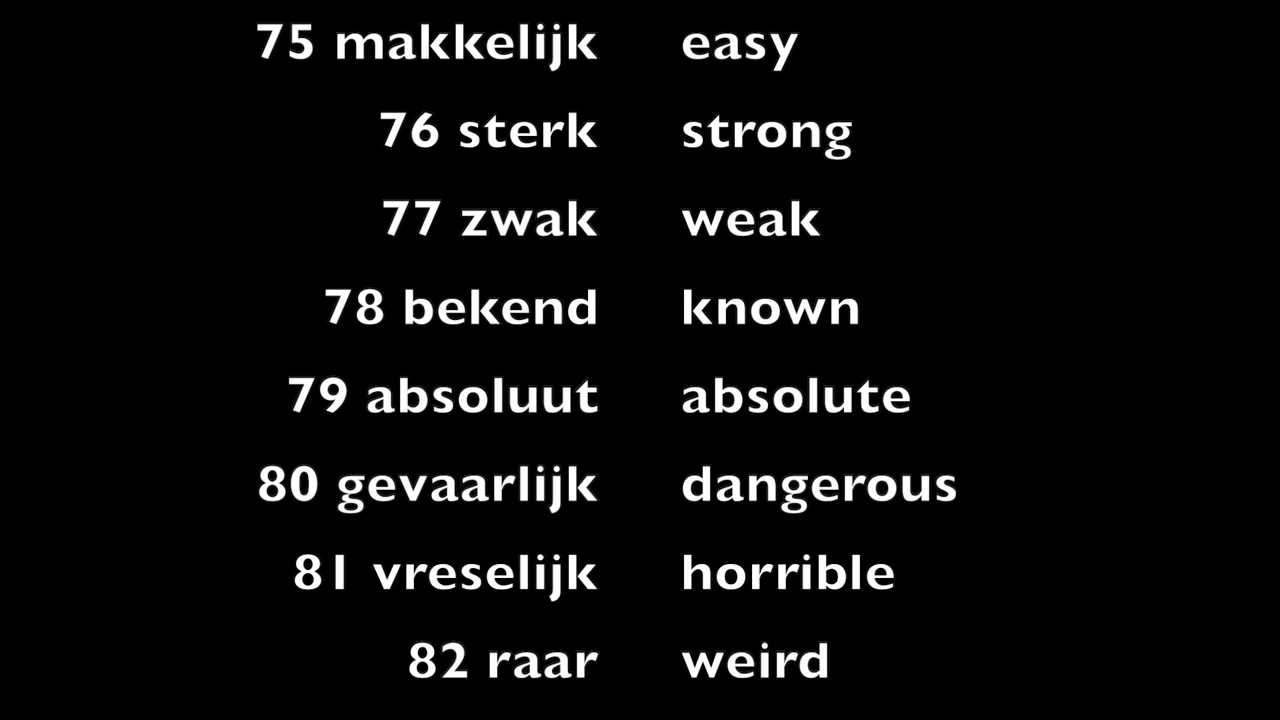 75 makkelijk easy
76 sterk strong
77 zwak weak
78 bekend known
79 absoluut absolute
80 gevaarlijk dangerous
81 vreselijk horrible
82 raar weird